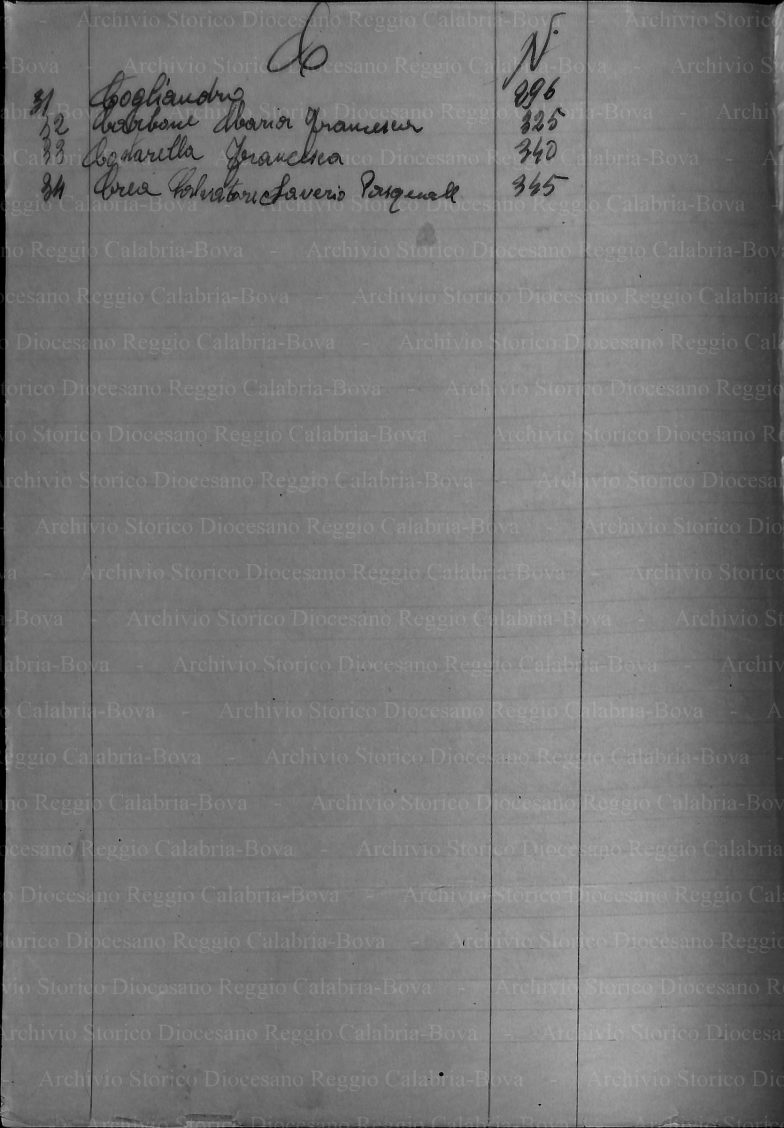 C N.
31 Cogliandro 296
32 Carbone Maria Francesca 325
33 Canarella Francesca 340
34 Crea Salvatore Saverio Pasquale 345
Archivio Storico Diocesano Reggio Calabria-Bova